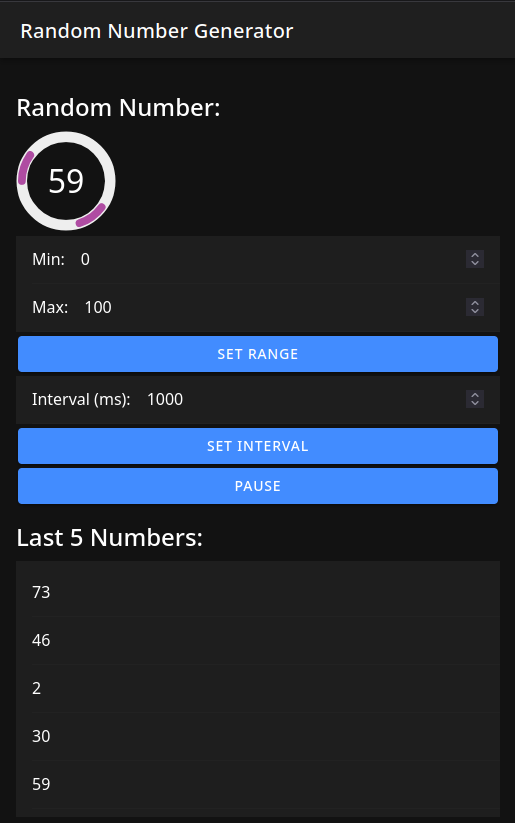 Random Number Generator
Random Number:
59
Min: 0
Max: 100
SET RANGE
Interval (ms): 1000
SET INTERVAL
PAUSE
Last 5 Numbers:
73
46
2
30
59